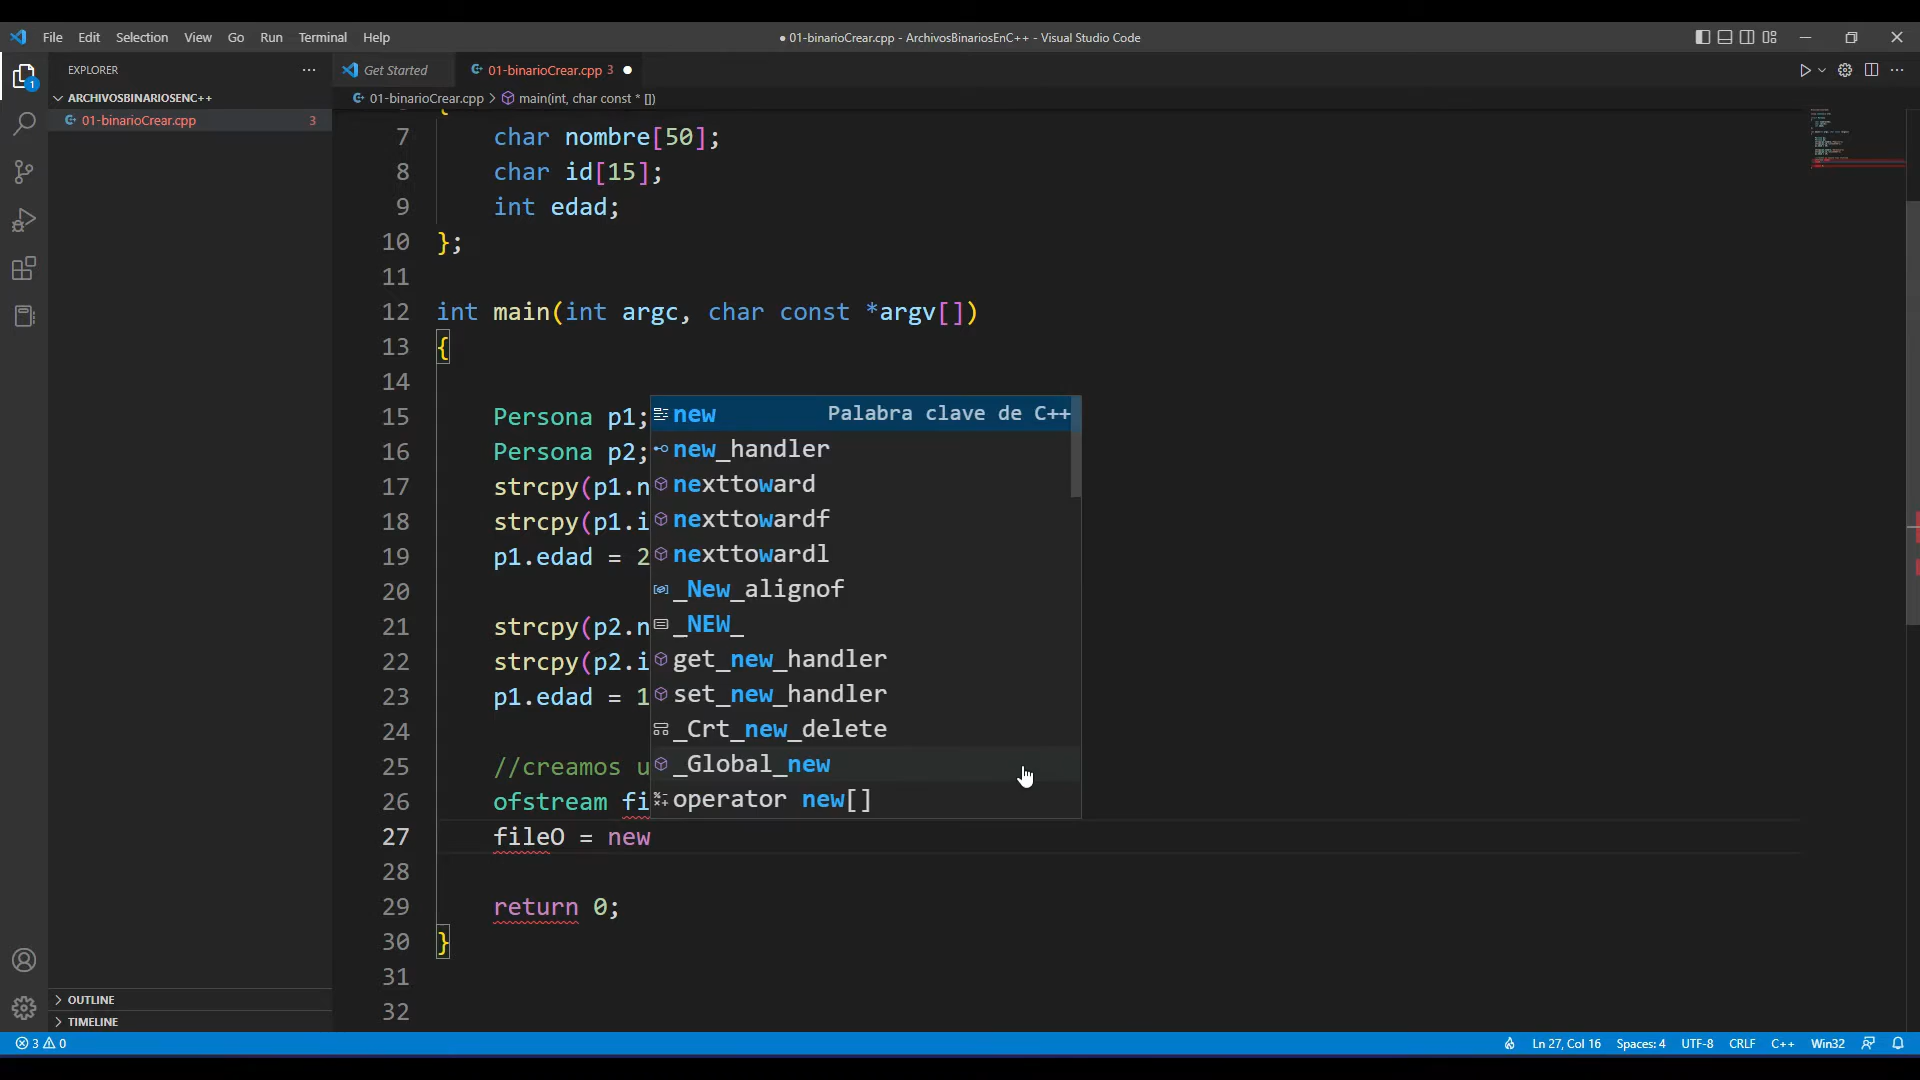 File Edit Selection View Go Run Terminal Help
● 01-binarioCrear.cpp - ArchivosBinariosEnC++ - Visual Studio Code
EXPLORER ...
ARCHIVOSBINARIOSENC++
01-binarioCrear.cpp 3
1
Get Started
01-binarioCrear.cpp 3 ●
01-binarioCrear.cpp > main(int, char const * [])
7 char nombre[50];
8 char id[15];
9 int edad;
10 };
11
12 int main(int argc, char const *argv[])
13 {
14
15 Persona p1;
16 Persona p2;
17 strcpy(p1.n
18 strcpy(p1.i
19 p1.edad = 2
20
21 strcpy(p2.n
22 strcpy(p2.i
23 p1.edad = 1
24
25 //creamos u
26 ofstream fi
27 fileO = new
28
29 return 0;
30 }
31
32
new Palabra clave de C++
new_handler
nexttoward
nexttowardf
nexttowardl
_New_alignof
_NEW_
get_new_handler
set_new_handler
_Crt_new_delete
_Global_new
operator new[]
OUTLINE
TIMELINE
3 0
Ln 27, Col 16 Spaces: 4 UTF-8 CRLF C++ Win32